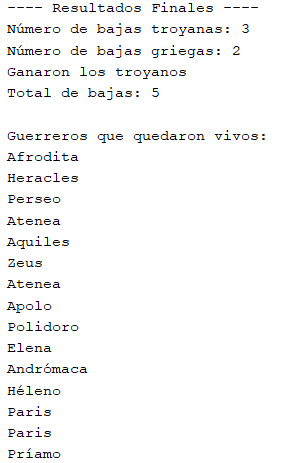 ---- Resultados Finales ----
Número de bajas troyanas: 3
Número de bajas griegas: 2
Ganaron los troyanos
Total de bajas: 5
Guerreros que quedaron vivos:
Afrodita
Heracles
Perseo
Atenea
Aquiles
Zeus
Atenea
Apolo
Polidoro
Elena
Andrómaca
Héleno
Paris
Paris
Príamo